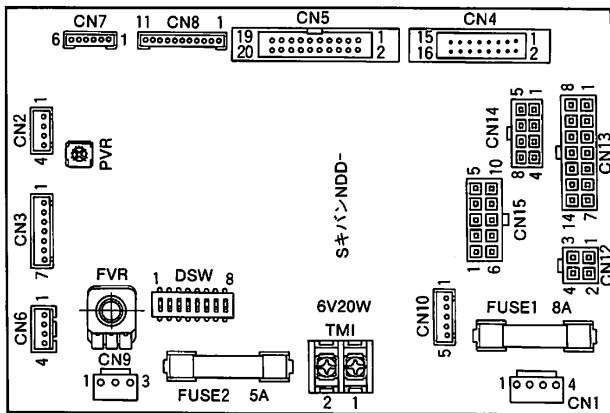 CN7
6 1
11 CN8 1
CN5
19 1
20 2
CN4
15 1
16 2
CN2
1
4
PVR
CN3
1
7
CN6
1
4
FVR
1 DSW 8
CN9
1 3
FUSE2 5A
SキバンNDD-
6V20W
TMI
2 1
CN14
5 1
8 4
CN13
8 1
14 7
CN15
5 10
1 6
CN12
3 1
4 2
CN10
1
5
FUSE1 8A
1 4
CN1